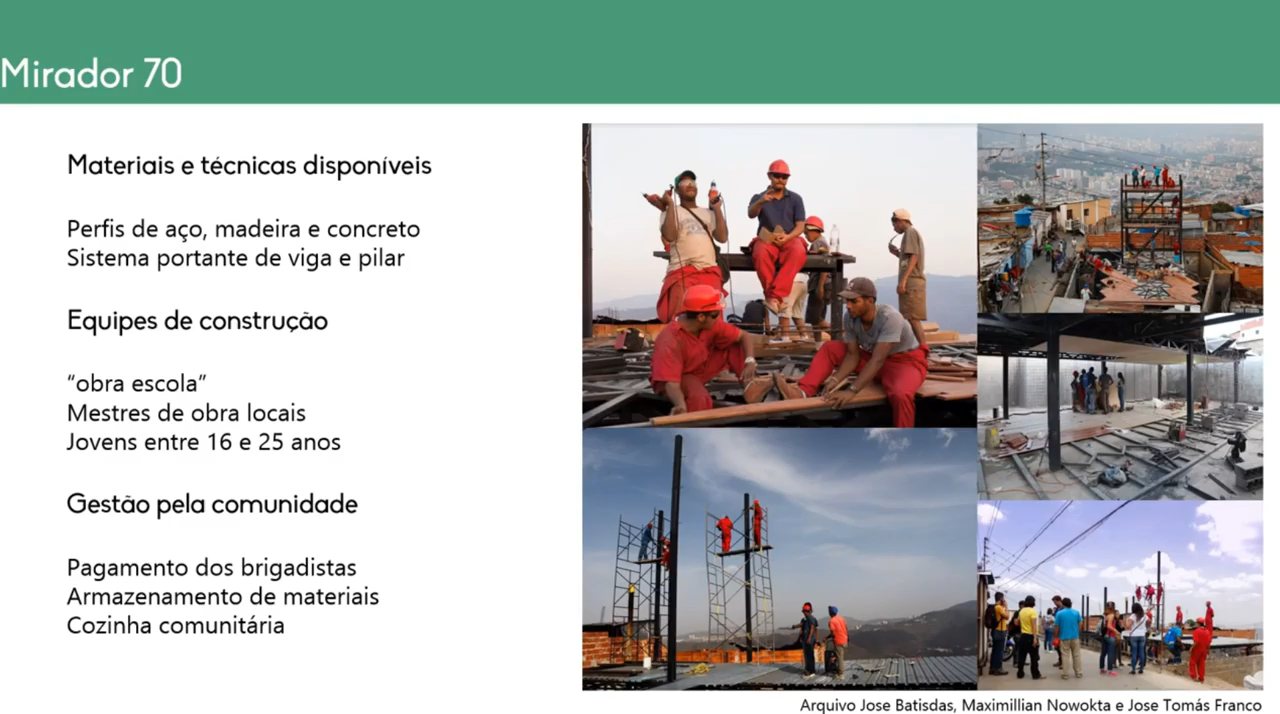 Mirador 70
Materiais e técnicas disponíveis
Perfis de aço, madeira e concreto
Sistema portante de viga e pilar
Equipes de construção
“obra escola”
Mestres de obra locais
Jovens entre 16 e 25 anos
Gestão pela comunidade
Pagamento dos brigadistas
Armazenamento de materiais
Cozinha comunitária
Arquivo Jose Batisdas, Maximillian Nowokta e Jose Tomás Franco